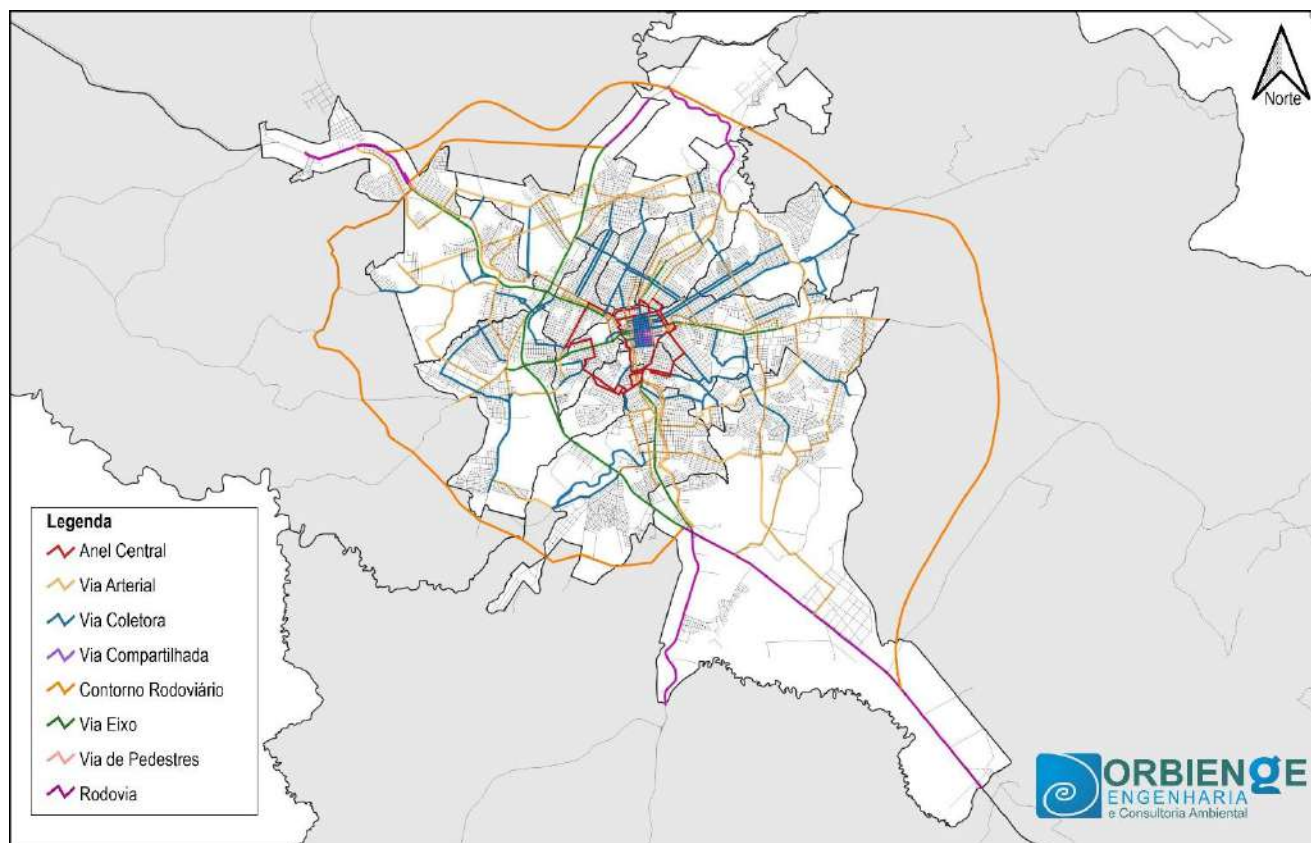 Norte
Legenda
Anel Central
Via Arterial
Via Coletora
Via Compartilhada
Contorno Rodoviário
Via Eixo
Via de Pedestres
Rodovia
ORBIENGE
ENGENHARIA
e Consultoria Ambiental